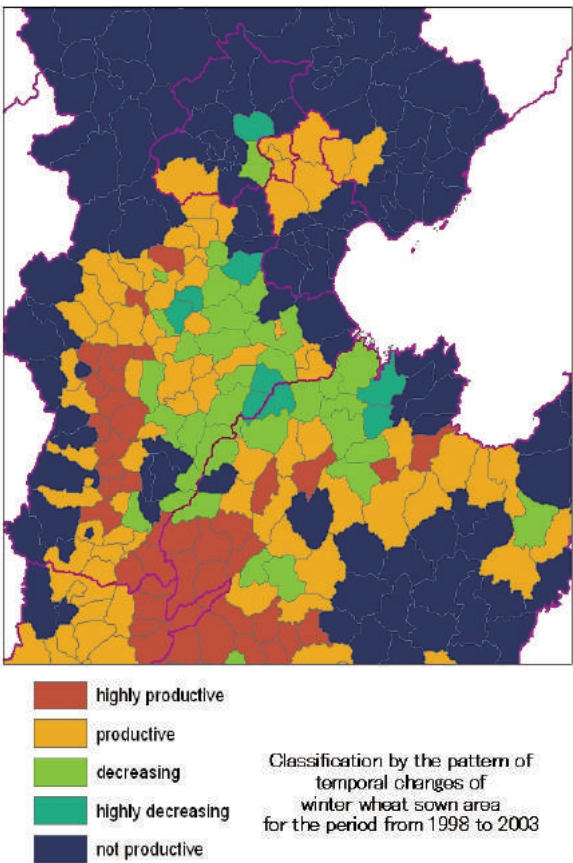 highly productive
productive
decreasing
highly decreasing
not productive
Classification by the pattern of
temporal changes of
winter wheat sown area
for the period from 1998 to 2003